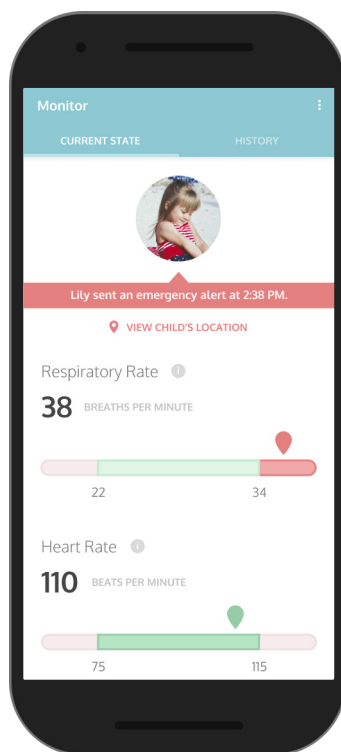 Monitor
CURRENT STATE
HISTORY
Lily sent an emergency alert at 2:38 PM.
VIEW CHILD'S LOCATION
Respiratory Rate i
38 BREATHS PER MINUTE
22 34
Heart Rate i
110 BEATS PER MINUTE
75 115